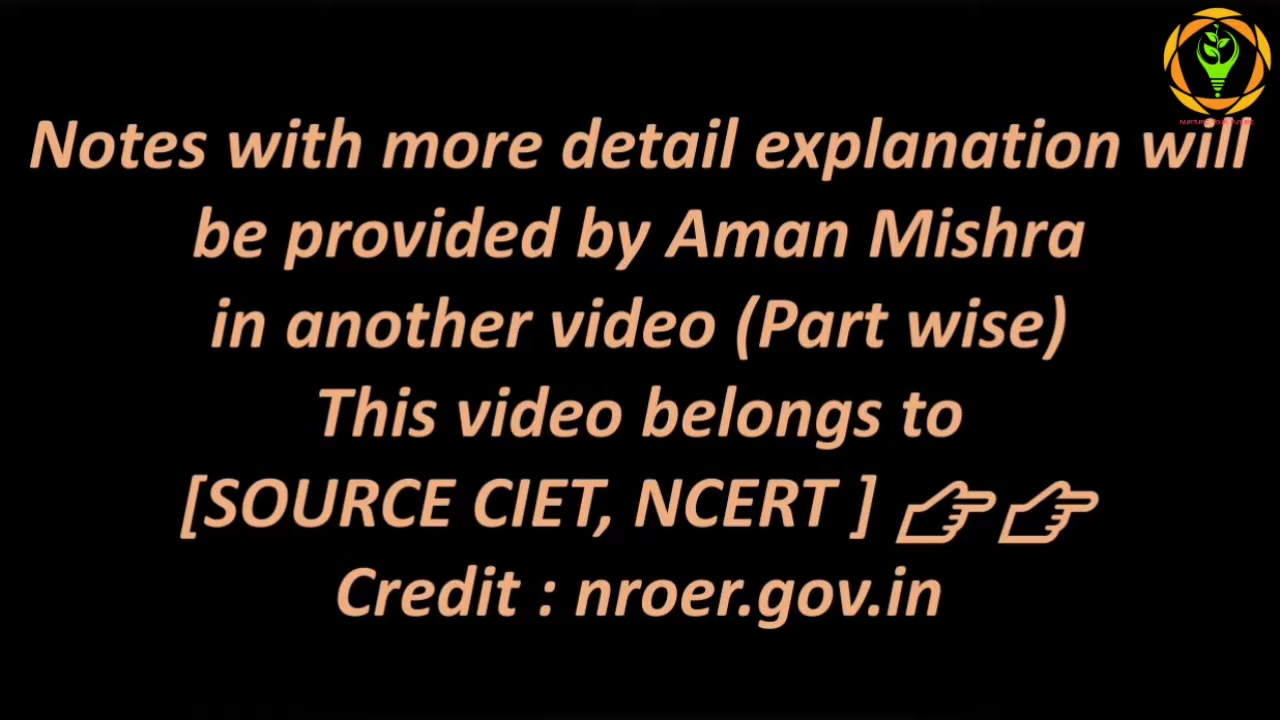 Notes with more detail explanation will
be provided by Aman Mishra
in another video (Part wise)
This video belongs to
[SOURCE CIET, NCERT ] 👉👉
Credit : nroer.gov.in